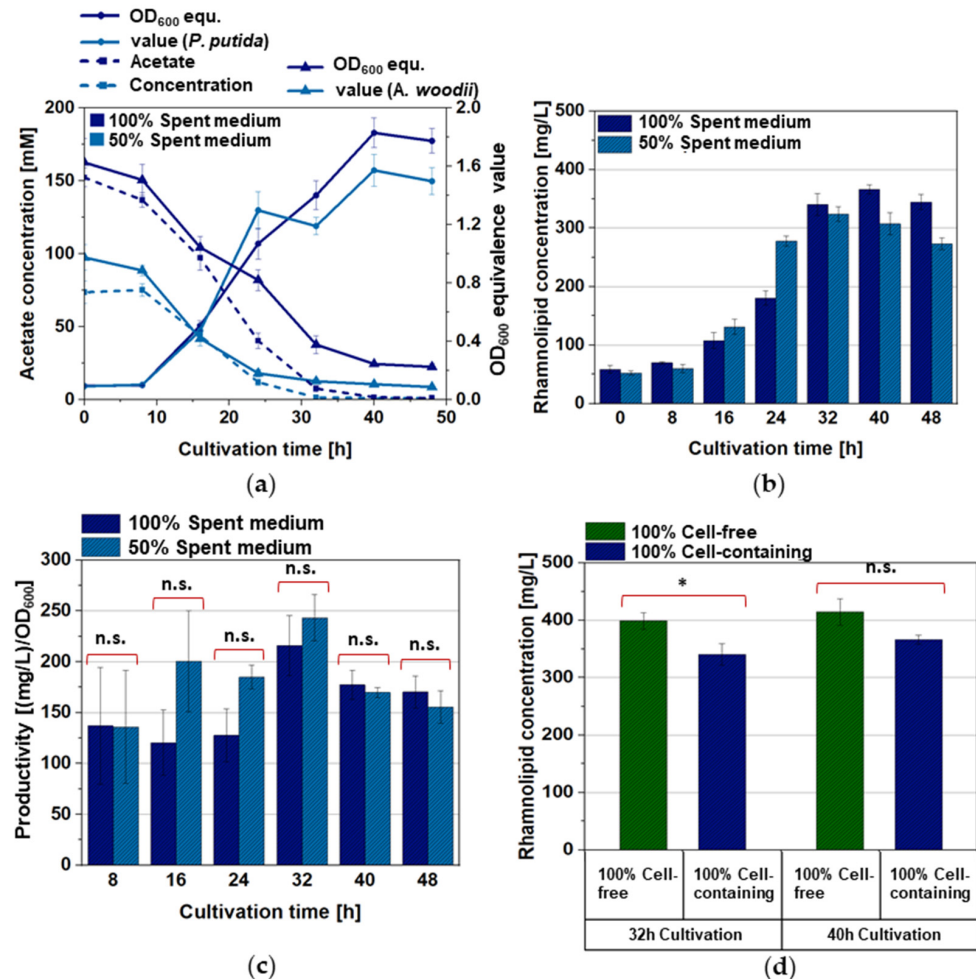 OD600 equ.
value (P. putida)
Acetate
Concentration
OD600 equ.
value (A. woodii)
100% Spent medium
50% Spent medium
Acetate concentration [mM]
200
150
100
50
0
2.0
1.6
1.2
0.8
0.4
0.0
OD600 equivalence value
0 10 20 30 40 50
Cultivation time [h]
(a)
100% Spent medium
50% Spent medium
Rhamnolipid concentration [mg/L]
500
400
300
200
100
0
0 8 16 24 32 40 48
Cultivation time [h]
(b)
100% Spent medium
50% Spent medium
Productivity [(mg/L)/OD600]
300
250
200
150
100
50
0
n.s. n.s. n.s. n.s. n.s. n.s.
8 16 24 32 40 48
Cultivation time [h]
(c)
100% Cell-free
100% Cell-containing
Rhamnolipid concentration [mg/L]
500
400
300
200
100
0
* n.s.
100% Cell-free
100% Cell-containing
100% Cell-free
100% Cell-containing
32h Cultivation
40h Cultivation
(d)